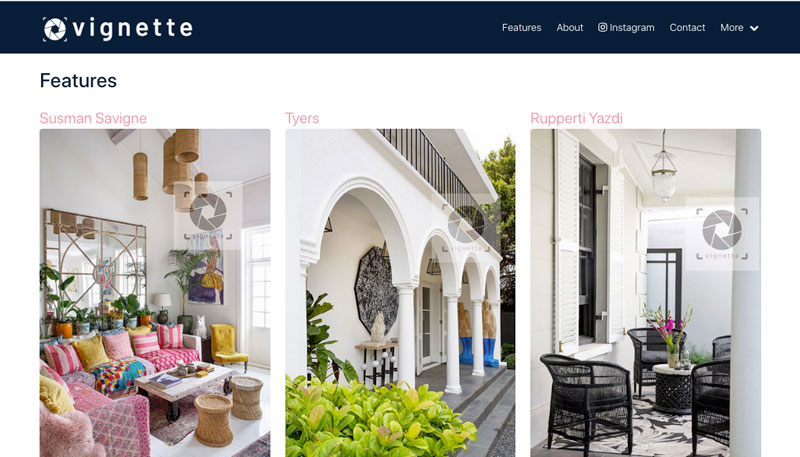 vignette
Features
About
Instagram
Contact
More
Features
Susman Savigne
Tyers
Rupperti Yazdi
vignette
vignette
vignette